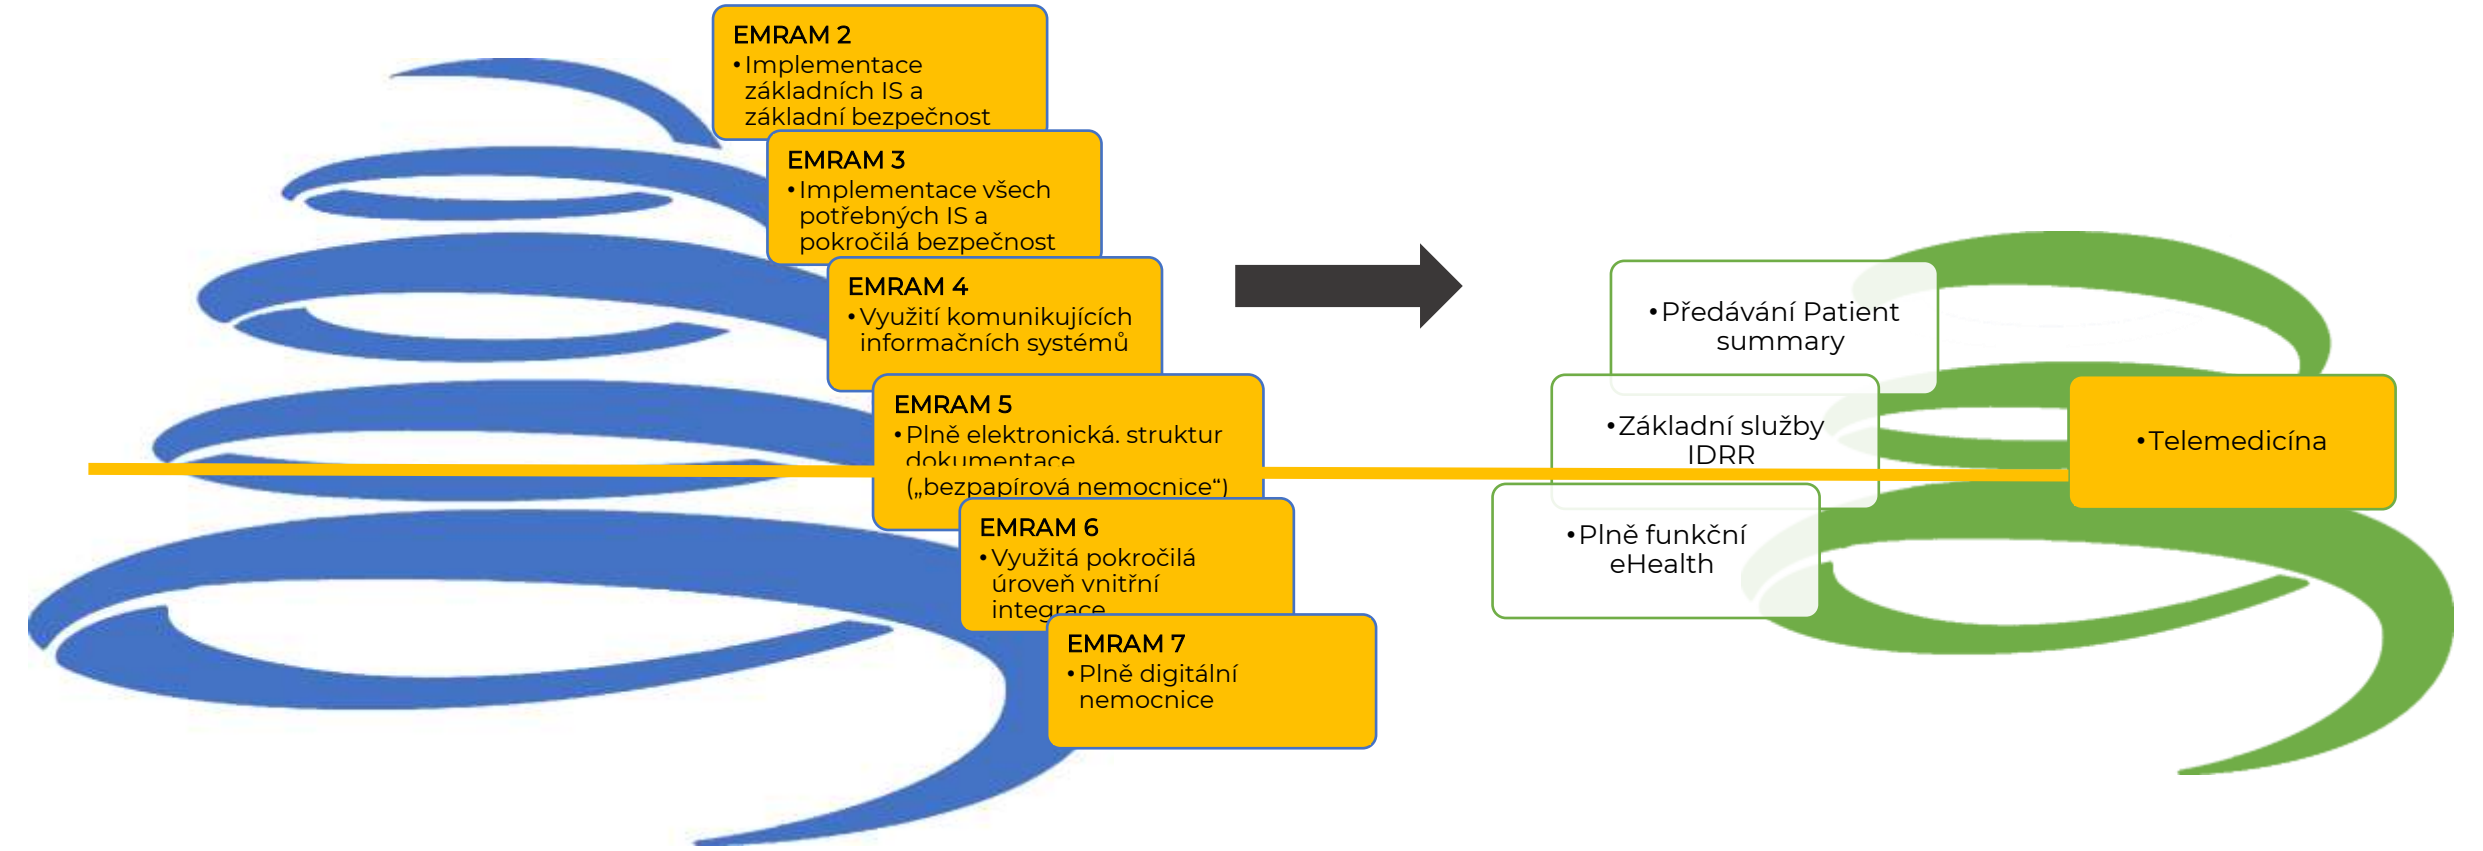 EMRAM 2
•Implementace
základních IS a
základní bezpečnost
EMRAM 3
•Implementace všech
potřebných IS a
pokročilá bezpečnost
EMRAM 4
•Využití komunikujících
informačních systémů
EMRAM 5
•Plně elektronická. struktur
dokumentace
(„bezpapírová nemocnice“)
EMRAM 6
•Využitá pokročilá
úroveň vnitřní
integrace
EMRAM 7
•Plně digitální
nemocnice
•Předávání Patient
summary
•Základní služby
IDRR
•Plně funkční
eHealth
•Telemedicína